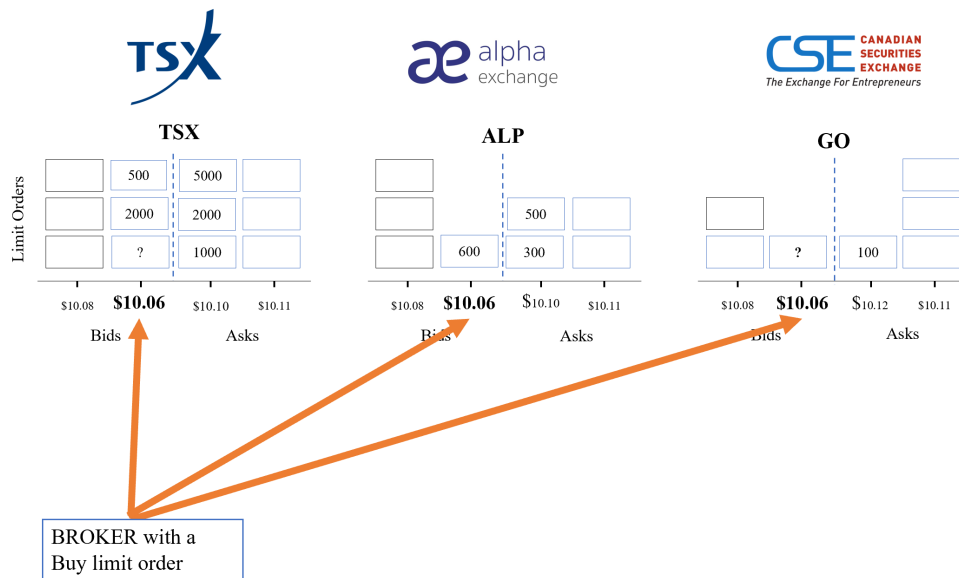 TSX
alpha
exchange
CSE CANADIAN
SECURITIES
EXCHANGE
The Exchange For Entrepreneurs
TSX
ALP
GO
Limit Orders
500 5000
2000 2000 500
? 1000 600 300 ? 100
$10.08 $10.06 $10.10 $10.11 $10.08 $10.06 $10.10 $10.11 $10.08 $10.06 $10.12 $10.11
Bids Asks Bids Asks Bids Asks
BROKER with a
Buy limit order